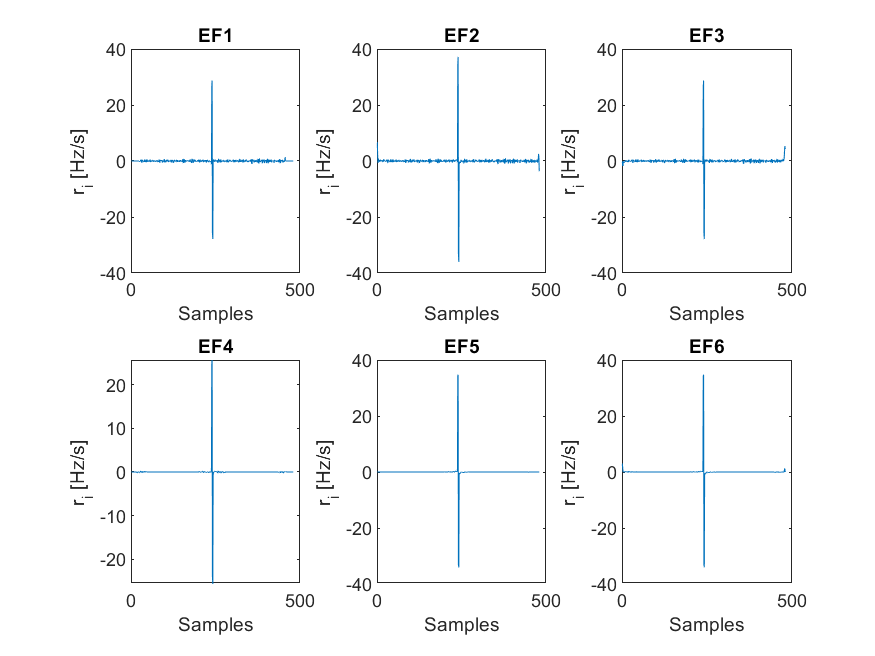 EF1 EF2 EF3
40 40 40
20 20 20
0 0 0
-20 -20 -20
-40 -40 -40
r_i [Hz/s] r_i [Hz/s] r_i [Hz/s]
0 500 0 500 0 500
Samples Samples Samples
EF4 EF5 EF6
20 40 40
10 20 20
0 0 0
-10 -20 -20
-20 -40 -40
r_i [Hz/s] r_i [Hz/s] r_i [Hz/s]
0 500 0 500 0 500
Samples Samples Samples